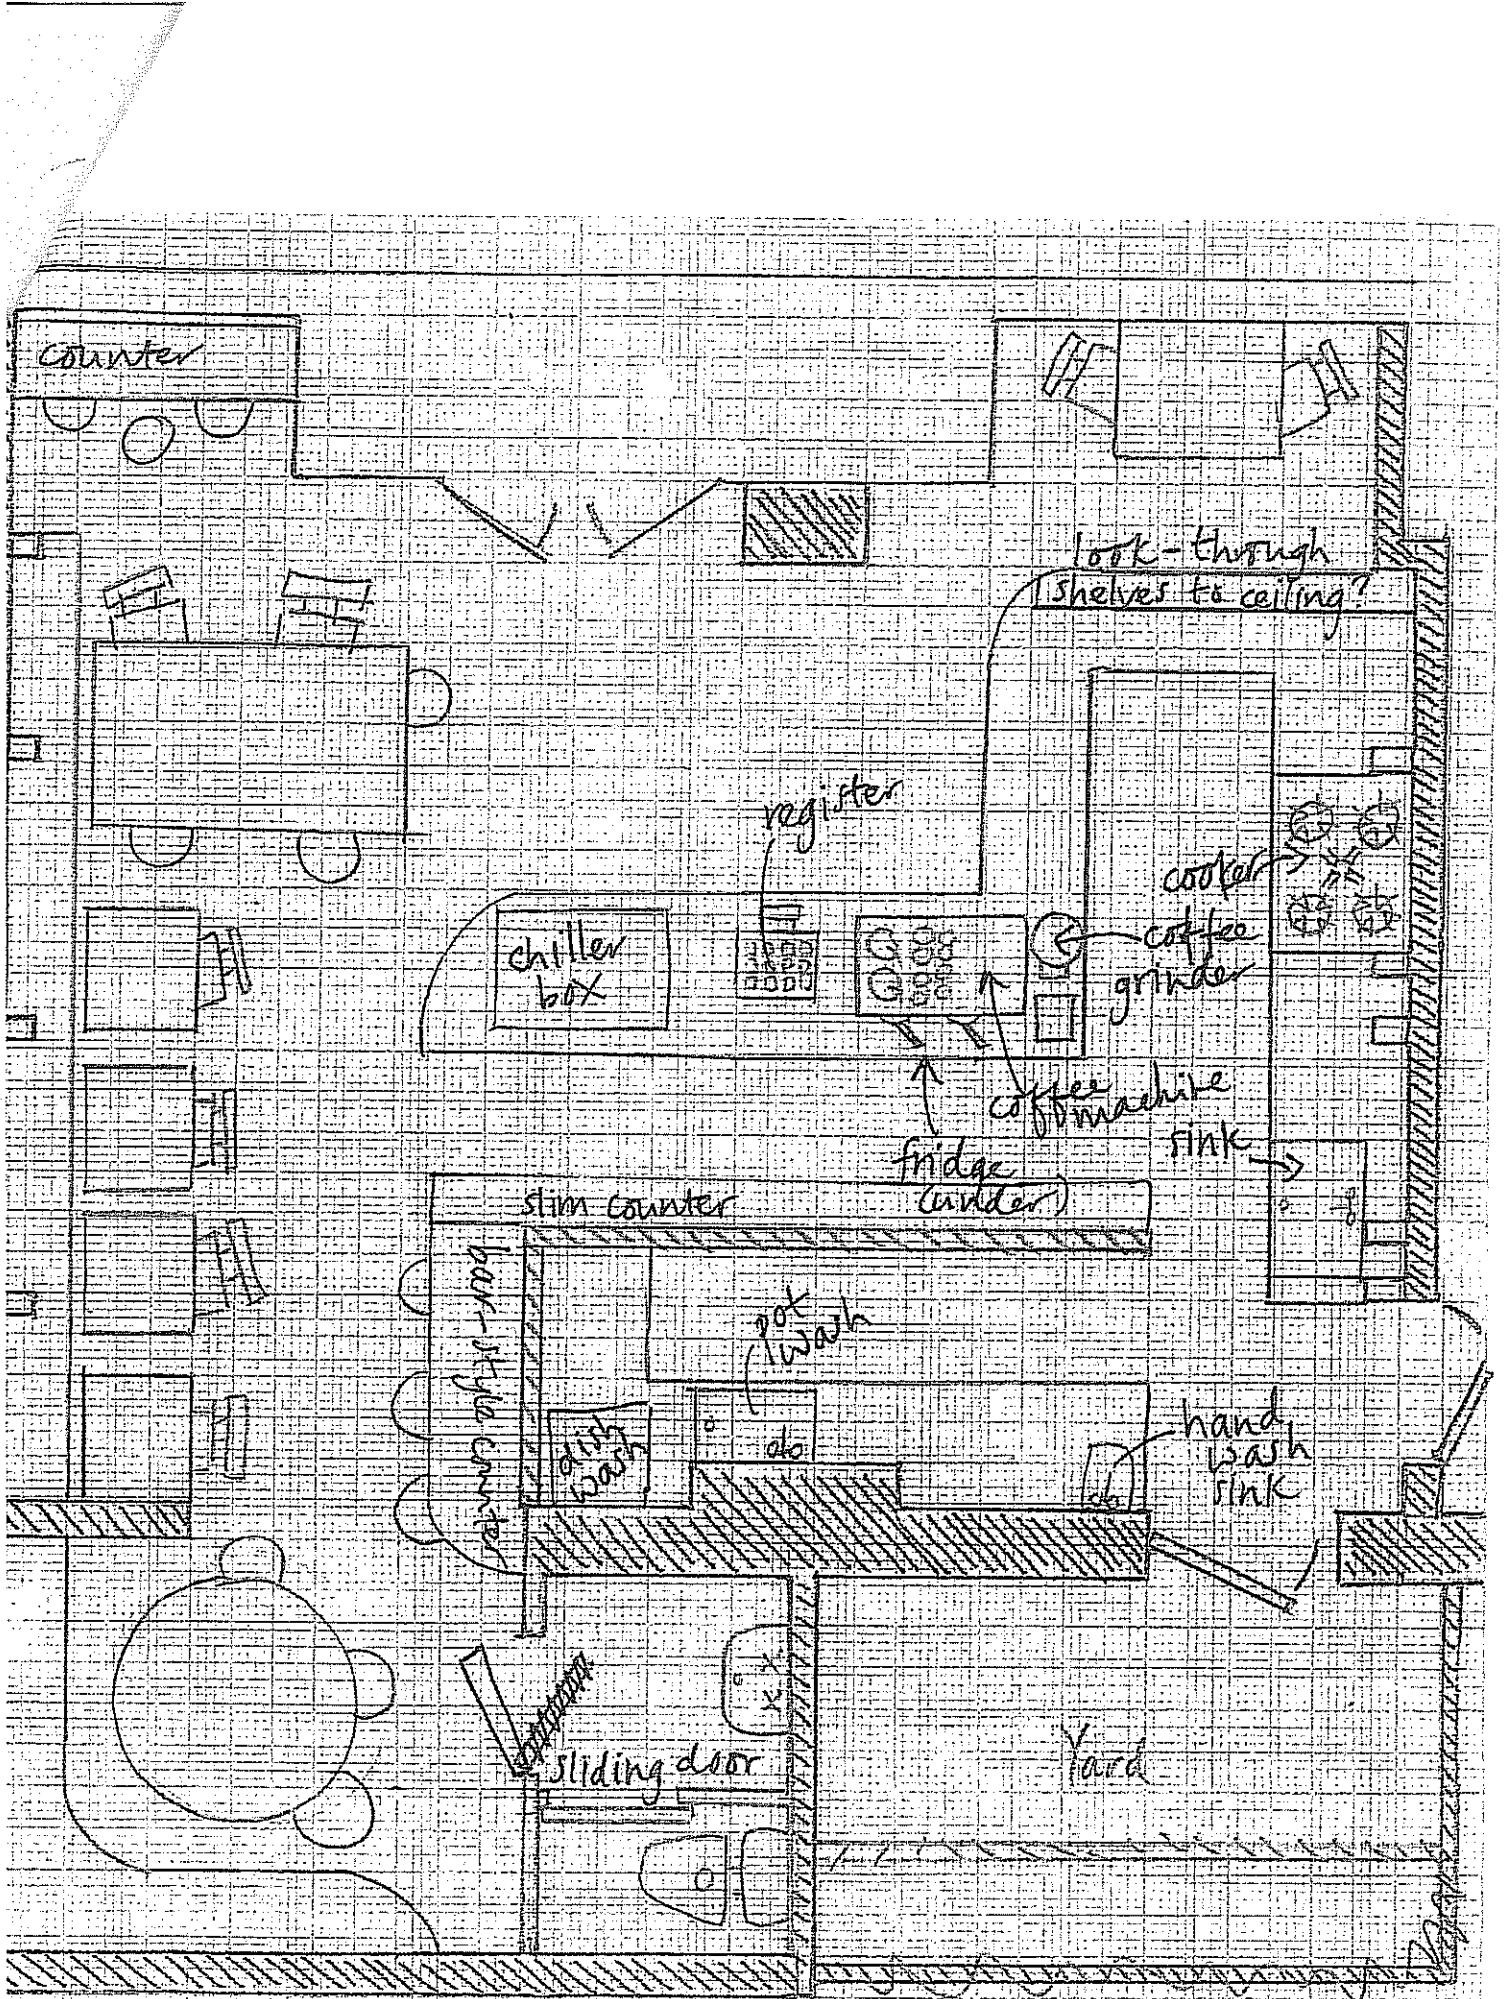 counter
look-through
shelves to ceiling?
register
cooker
coffee
grinder
chiller
box
coffee
machine
sink
fridge
(under)
slim counter
bar-style counter
pot
wash
dish
wash
hand
wash
sink
sliding door
Yard